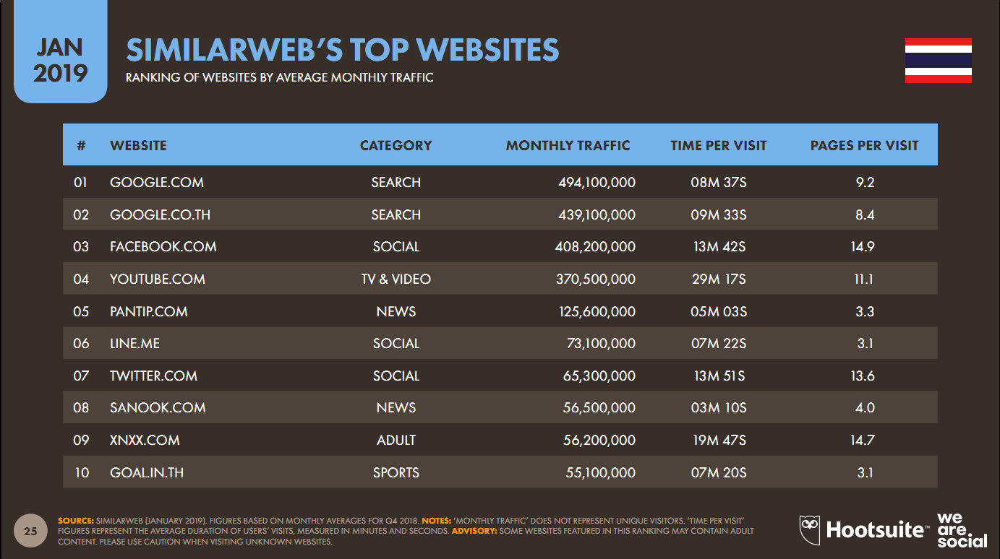 JAN
2019
SIMILARWEB'S TOP WEBSITES
RANKING OF WEBSITES BY AVERAGE MONTHLY TRAFFIC
# WEBSITE CATEGORY MONTHLY TRAFFIC TIME PER VISIT PAGES PER VISIT
01 GOOGLE.COM SEARCH 494,100,000 08M 37S 9.2
02 GOOGLE.CO.TH SEARCH 439,100,000 09M 33S 8.4
03 FACEBOOK.COM SOCIAL 408,200,000 13M 42S 14.9
04 YOUTUBE.COM TV & VIDEO 370,500,000 29M 17S 11.1
05 PANTIP.COM NEWS 125,600,000 05M 03S 3.3
06 LINE.ME SOCIAL 73,100,000 07M 22S 3.1
07 TWITTER.COM SOCIAL 65,300,000 13M 51S 13.6
08 SANOOK.COM NEWS 56,500,000 03M 10S 4.0
09 XNXX.COM ADULT 56,200,000 19M 47S 14.7
10 GOAL.IN.TH SPORTS 55,100,000 07M 20S 3.1
25
SOURCE: SIMILARWEB (JANUARY 2019). FIGURES BASED ON MONTHLY AVERAGES FOR Q4 2018. NOTES: 'MONTHLY TRAFFIC' DOES NOT REPRESENT UNIQUE VISITORS. 'TIME PER VISIT'
FIGURES REPRESENT THE AVERAGE DURATION OF USERS' VISITS, MEASURED IN MINUTES AND SECONDS. ADVISORY: SOME WEBSITES FEATURED IN THIS RANKING MAY CONTAIN ADULT
CONTENT. PLEASE USE CAUTION WHEN VISITING UNKNOWN WEBSITES.
Hootsuite™
we
are
social